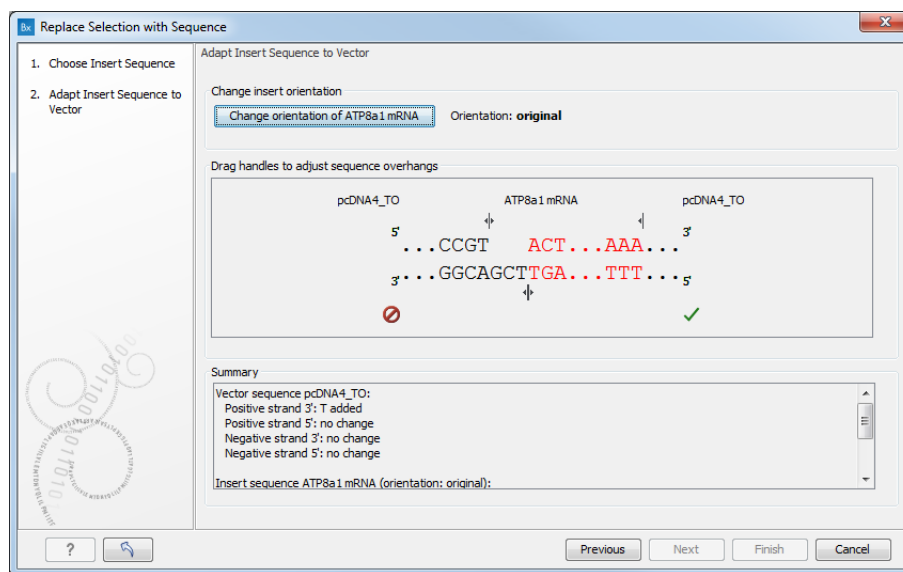 Bx Replace Selection with Sequence
1. Choose Insert Sequence
2. Adapt Insert Sequence to
Vector
Adapt Insert Sequence to Vector
Change insert orientation
Change orientation of ATP8a1 mRNA
Orientation: original
Drag handles to adjust sequence overhangs
pcDNA4_TO ATP8a1 mRNA pcDNA4_TO
5' ...CCGT ACT...AAA... 3'
3' ...GGCAGCTTGA...TTT... 5'
Summary
Vector sequence pcDNA4_TO:
Positive strand 3': T added
Positive strand 5': no change
Negative strand 3': no change
Negative strand 5': no change
Insert sequence ATP8a1 mRNA (orientation: original):
? Previous Next Finish Cancel